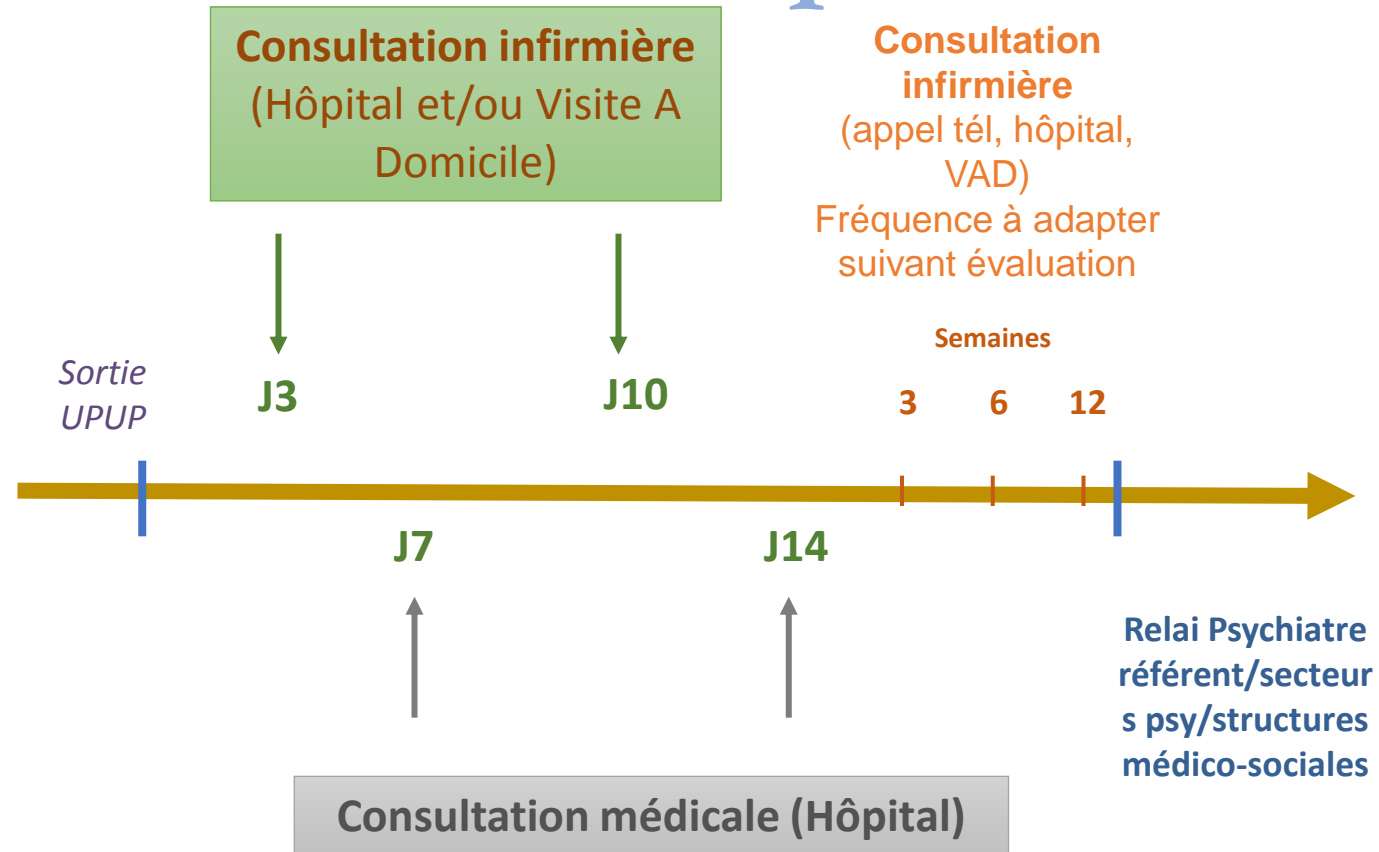 Consultation infirmière
(Hôpital et/ou Visite A
Domicile)
Consultation
infirmière
(appel tél, hôpital,
VAD)
Fréquence à adapter
suivant évaluation
Semaines
Sortie
UPUP
J3
J10
3 6 12
J7
J14
Relai Psychiatre
référent/secteur
s psy/structures
médico-sociales
Consultation médicale (Hôpital)